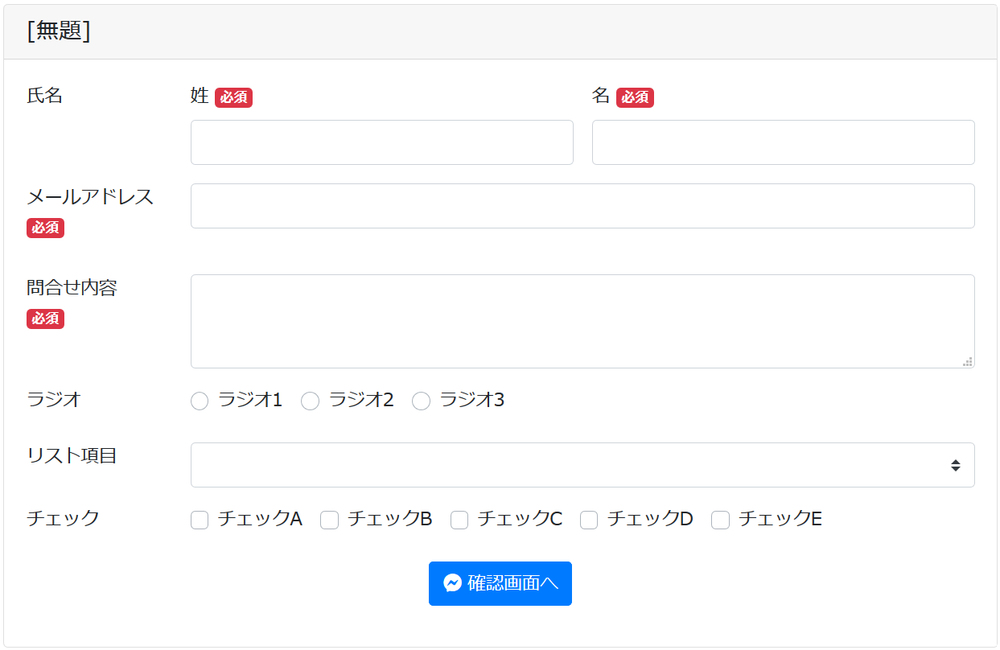 [無題]
氏名 姓 必須 名 必須
メールアドレス
必須
問合せ内容
必須
ラジオ ラジオ1 ラジオ2 ラジオ3
リスト項目
チェック チェックA チェックB チェックC チェックD チェックE
確認画面へ